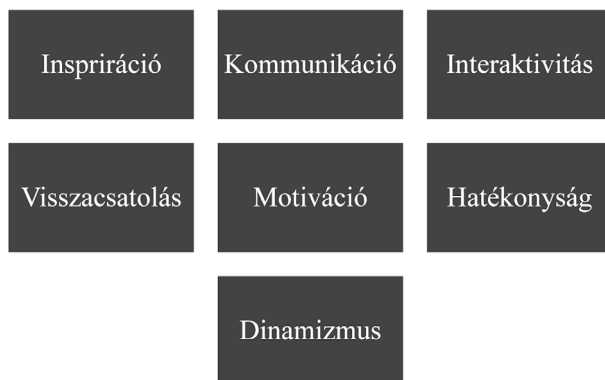 Inspriráció
Kommunikáció
Interaktivitás
Visszacsatolás
Motiváció
Hatékonyság
Dinamizmus